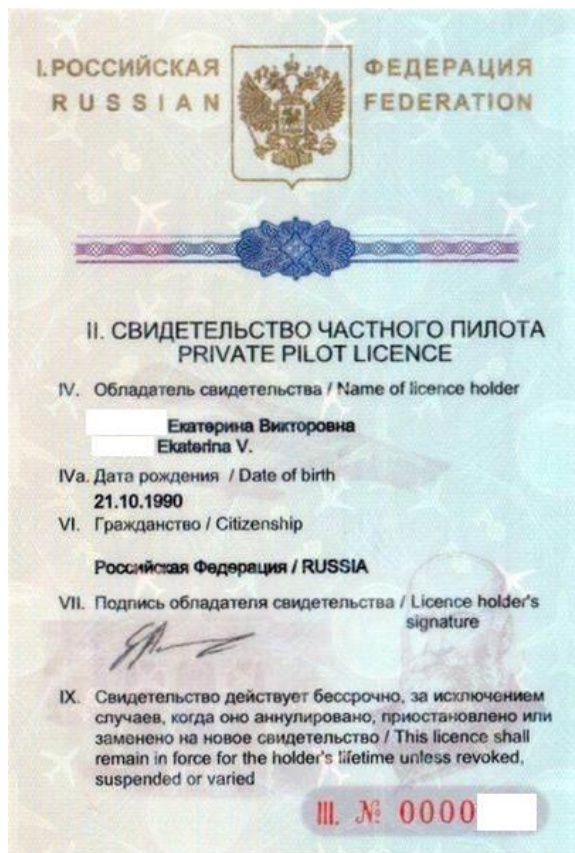 I. РОССИЙСКАЯ ФЕДЕРАЦИЯ
RUSSIAN FEDERATION
II. СВИДЕТЕЛЬСТВО ЧАСТНОГО ПИЛОТА
PRIVATE PILOT LICENCE
IV. Обладатель свидетельства / Name of licence holder
Екатерина Викторовна
Ekaterina V.
IVa. Дата рождения / Date of birth
21.10.1990
VI. Гражданство / Citizenship
Российская Федерация / RUSSIA
VII. Подпись обладателя свидетельства / Licence holder's
signature
IX. Свидетельство действует бессрочно, за исключением
случаев, когда оно аннулировано, приостановлено или
заменено на новое свидетельство / This licence shall
remain in force for the holder's lifetime unless revoked,
suspended or varied
III. № 0000